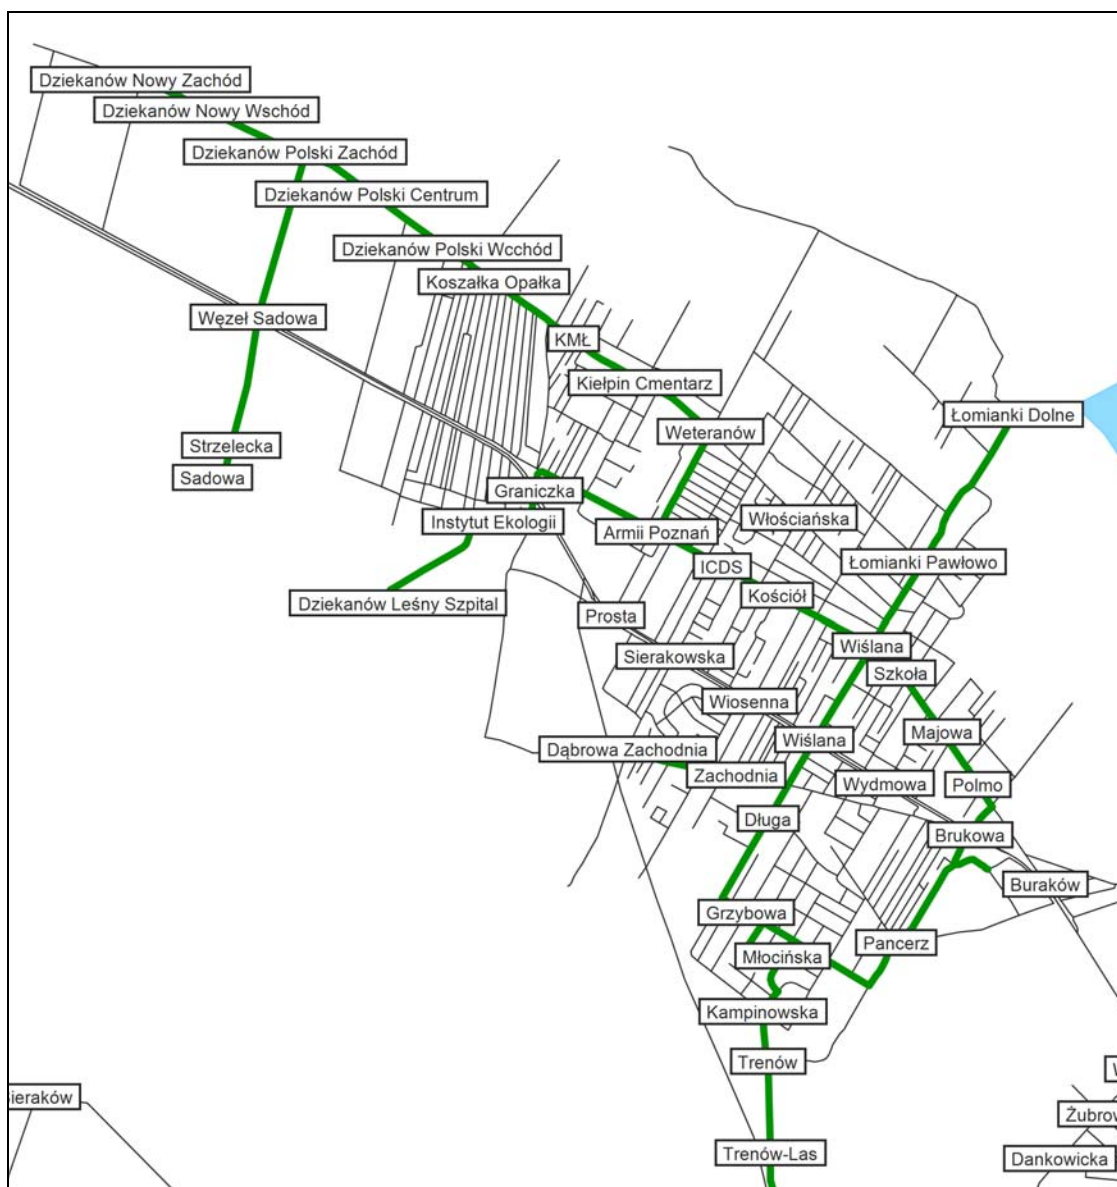 Dziekanów Nowy Zachód
Dziekanów Nowy Wschód
Dziekanów Polski Zachód
Dziekanów Polski Centrum
Dziekanów Polski Wcchód
Koszałka Opałka
Węzeł Sadowa
KMŁ
Kiełpin Cmentarz
Łomianki Dolne
Weteranów
Strzelecka
Sadowa
Graniczka
Instytut Ekologii
Włościańska
Armii Poznań
ICDS
Łomianki Pawłowo
Kościół
Dziekanów Leśny Szpital
Prosta
Wiślana
Sierakowska
Szkoła
Wiosenna
Majowa
Wiślana
Dąbrowa Zachodnia
Zachodnia
Wydmowa
Polmo
Długa
Brukowa
Buraków
Grzybowa
Pancerz
Młocińska
Kampinowska
Trenów
ieraków
Żubrow
Trenów-Las
Dankowicka